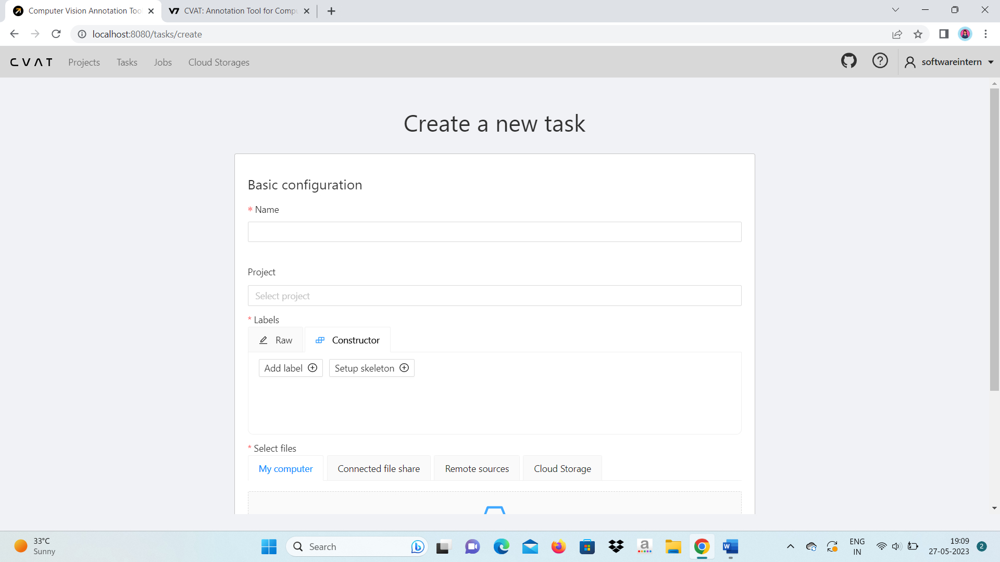 Computer Vision Annotation Too
CVAT: Annotation Tool for Compu
localhost:8080/tasks/create
CVAT
Projects
Tasks
Jobs
Cloud Storages
softwareintern
Create a new task
Basic configuration
* Name
Project
Select project
* Labels
Raw
Constructor
Add label
Setup skeleton
* Select files
My computer
Connected file share
Remote sources
Cloud Storage
33°C
Sunny
Search
ENG
IN
19:09
27-05-2023
2